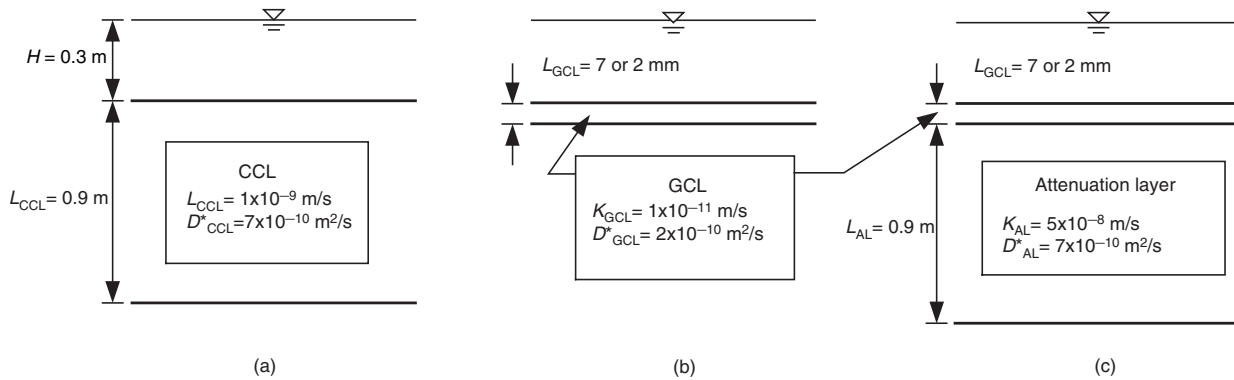 H = 0.3 m
L_CCL= 0.9 m
CCL
L_CCL= 1x10⁻⁹ m/s
D*_CCL=7x10⁻¹⁰ m²/s
(a)
L_GCL= 7 or 2 mm
GCL
K_GCL= 1x10⁻¹¹ m/s
D*_GCL= 2x10⁻¹⁰ m²/s
(b)
L_GCL= 7 or 2 mm
L_AL= 0.9 m
Attenuation layer
K_AL= 5x10⁻⁸ m/s
D*_AL= 7x10⁻¹⁰ m²/s
(c)